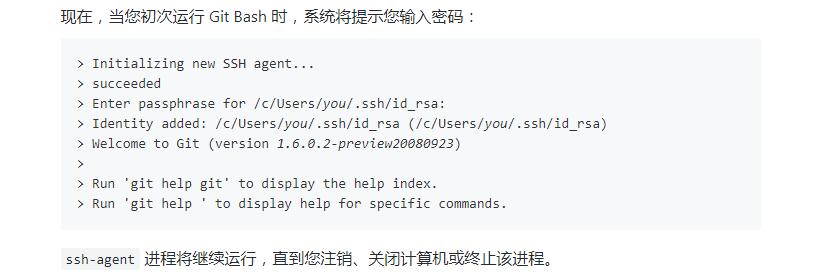 现在，当您初次运行 Git Bash 时，系统将提示您输入密码：
> Initializing new SSH agent...
> succeeded
> Enter passphrase for /c/Users/you/.ssh/id_rsa:
> Identity added: /c/Users/you/.ssh/id_rsa (/c/Users/you/.ssh/id_rsa)
> Welcome to Git (version 1.6.0.2-preview20080923)
>
> Run 'git help git' to display the help index.
> Run 'git help ' to display help for specific commands.
ssh-agent 进程将继续运行，直到您注销、关闭计算机或终止该进程。